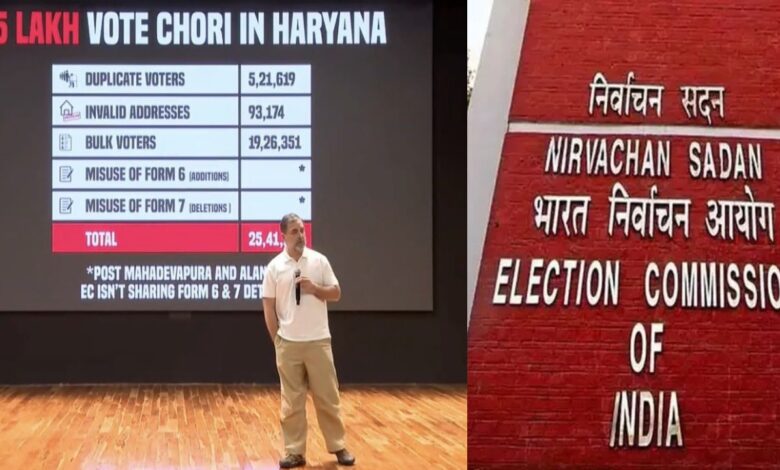 5 LAKH VOTE CHORI IN HARYANA
DUPLICATE VOTERS 5,21,619
INVALID ADDRESSES 93,174
BULK VOTERS 19,26,351
MISUSE OF FORM 6 (ADDITIONS) *
MISUSE OF FORM 7 (DELETIONS) *
TOTAL 25,41,
*POST MAHADEVAPURA AND ALAN
EC ISN'T SHARING FORM 6 & 7 DET
निर्वाचन सदन
NIRVACHAN SADAN
भारत निर्वाचन आयोग
ELECTION COMMISSIO
OF
INDIA